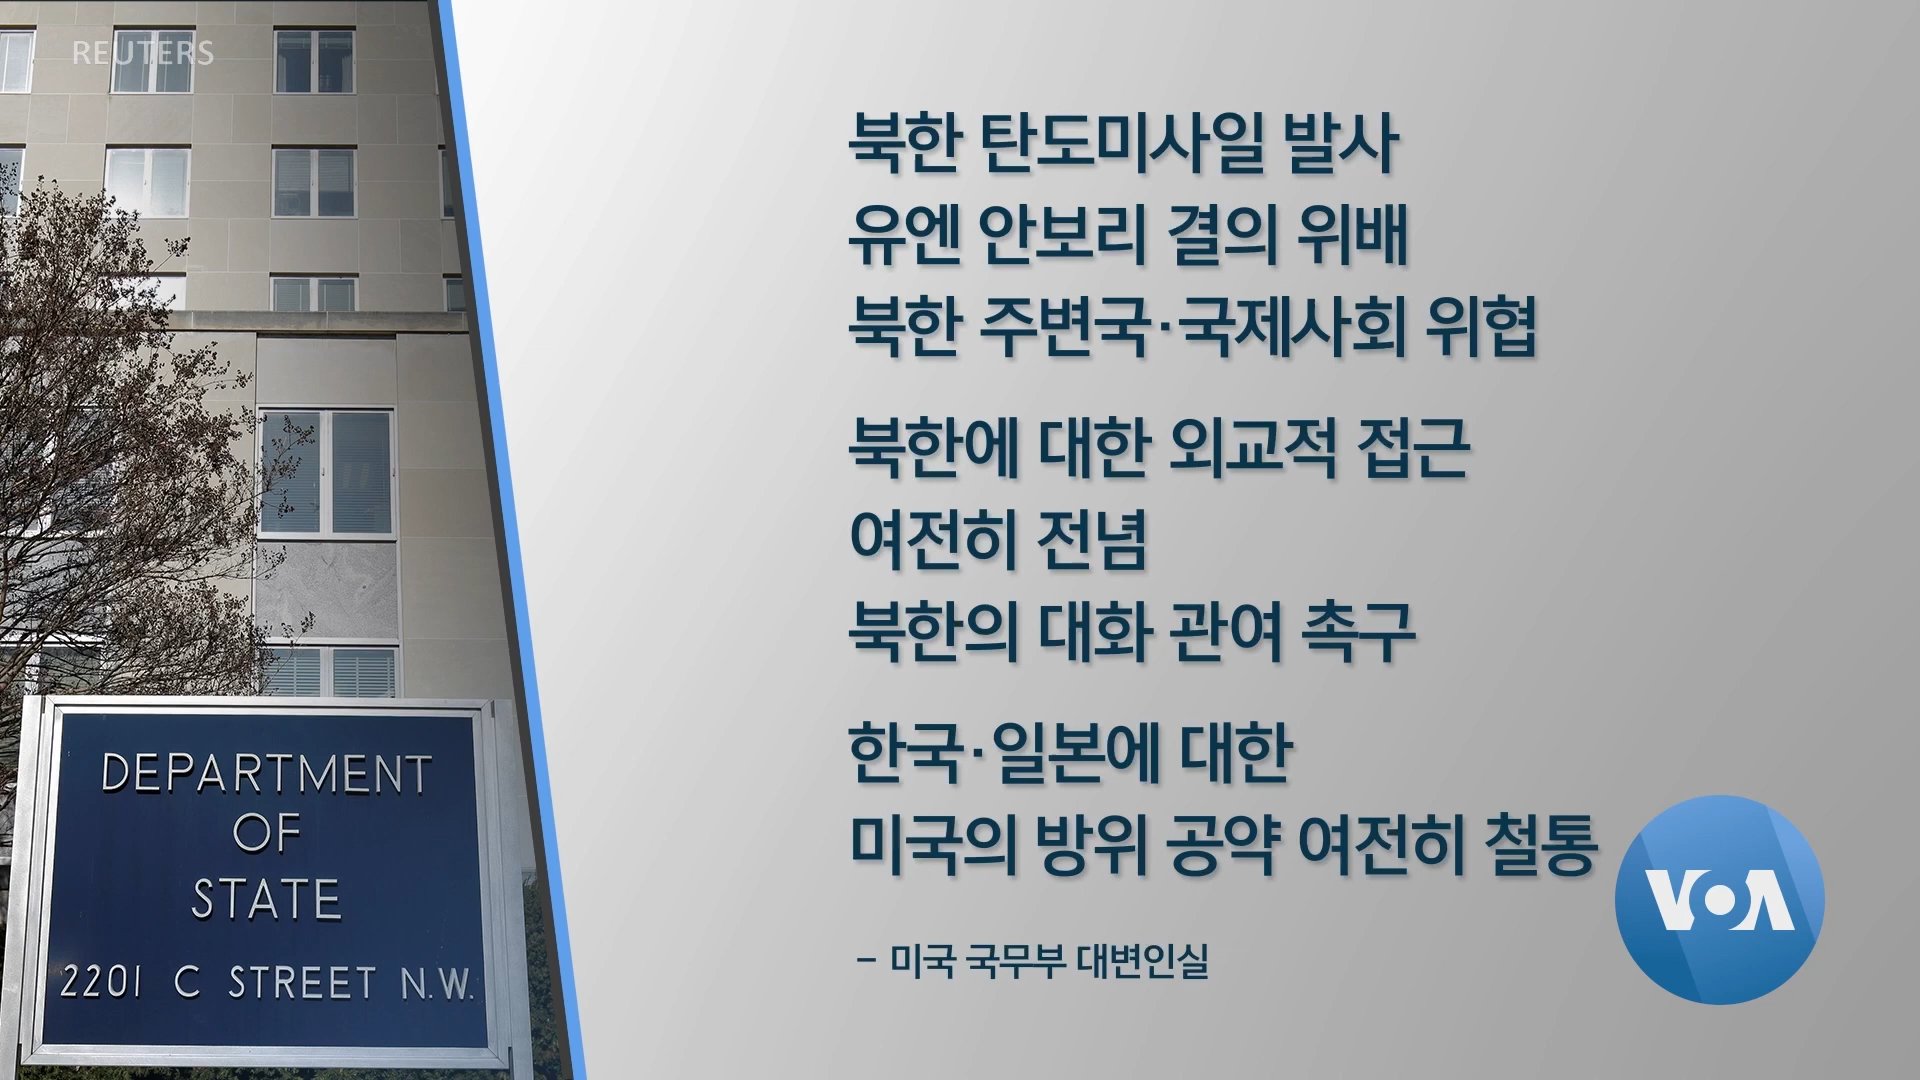 REUTERS
북한 탄도미사일 발사
유엔 안보리 결의 위배
북한 주변국·국제사회 위협
북한에 대한 외교적 접근
여전히 전념
북한의 대화 관여 촉구
한국·일본에 대한
미국의 방위 공약 여전히 철통
– 미국 국무부 대변인실
VOA
DEPARTMENT
OF
STATE
2201 C STREET N.W.